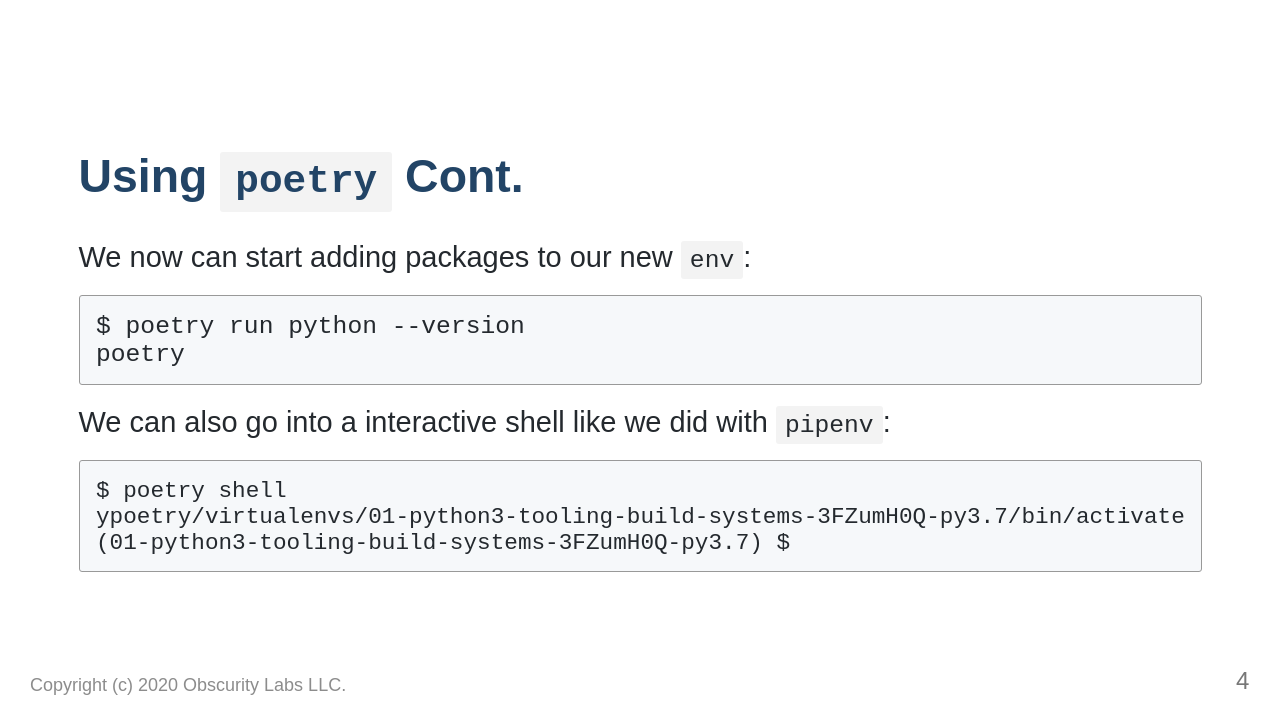 Using poetry Cont.
We now can start adding packages to our new env:
$ poetry run python --version
poetry
We can also go into a interactive shell like we did with pipenv:
$ poetry shell
ypoetry/virtualenvs/01-python3-tooling-build-systems-3FZumH0Q-py3.7/bin/activate
(01-python3-tooling-build-systems-3FZumH0Q-py3.7) $
Copyright (c) 2020 Obscurity Labs LLC.
4